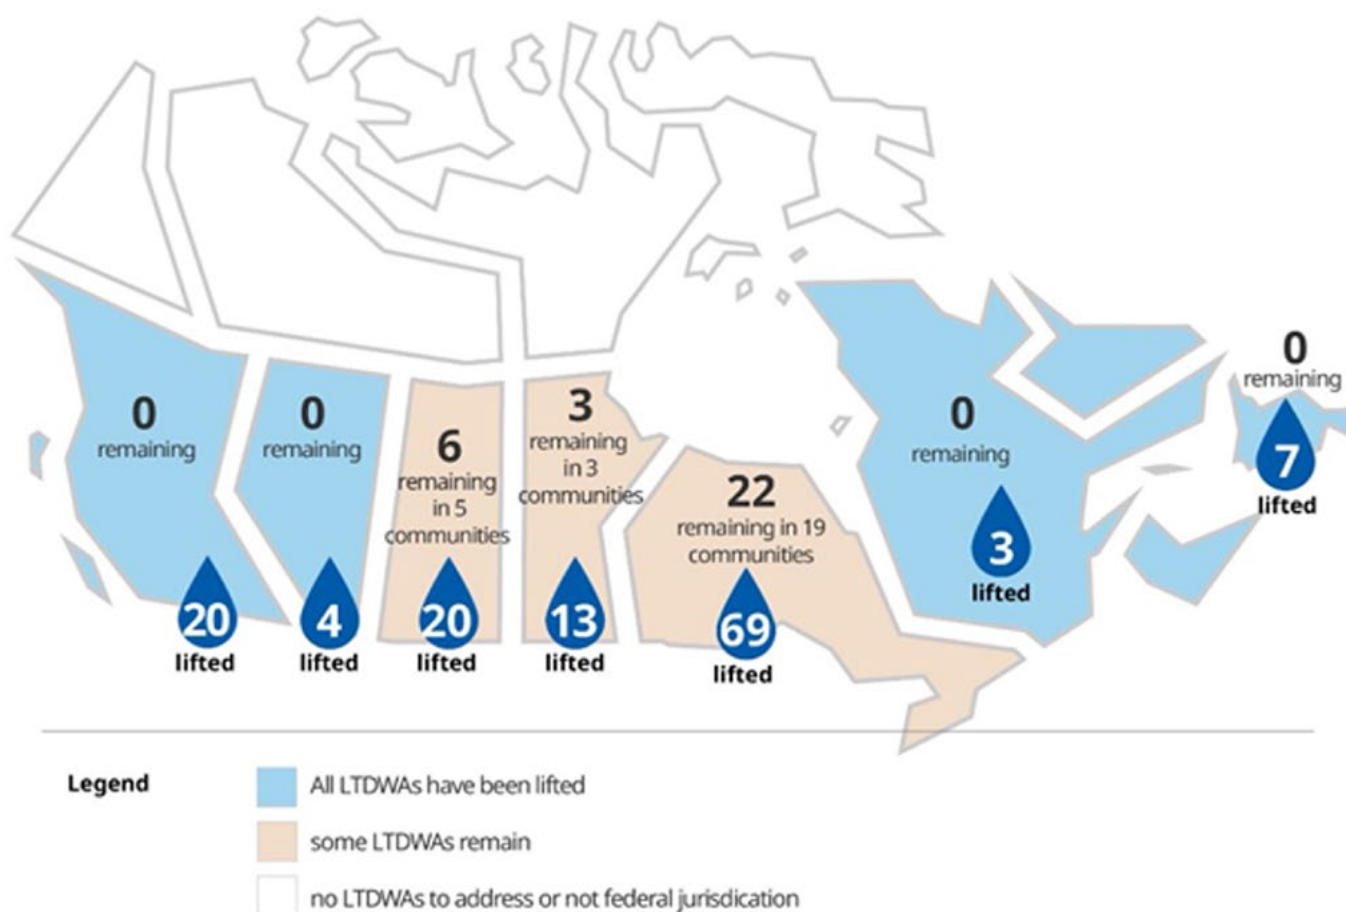 0
remaining
20
lifted
0
remaining
4
lifted
6
remaining
in 5
communities
20
lifted
3
remaining
in 3
communities
13
lifted
22
remaining in 19
communities
69
lifted
0
remaining
3
lifted
0
remaining
7
lifted
Legend
All LTDWAs have been lifted
some LTDWAs remain
no LTDWAs to address or not federal jurisdication